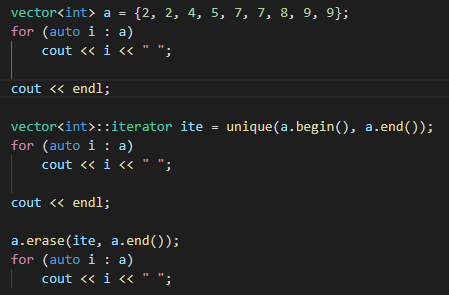 vector<int> a = {2, 2, 4, 5, 7, 7, 8, 9, 9};
for (auto i : a)
    cout << i << " ";
cout << endl;
vector<int>::iterator ite = unique(a.begin(), a.end());
for (auto i : a)
    cout << i << " ";
cout << endl;
a.erase(ite, a.end());
for (auto i : a)
    cout << i << " ";